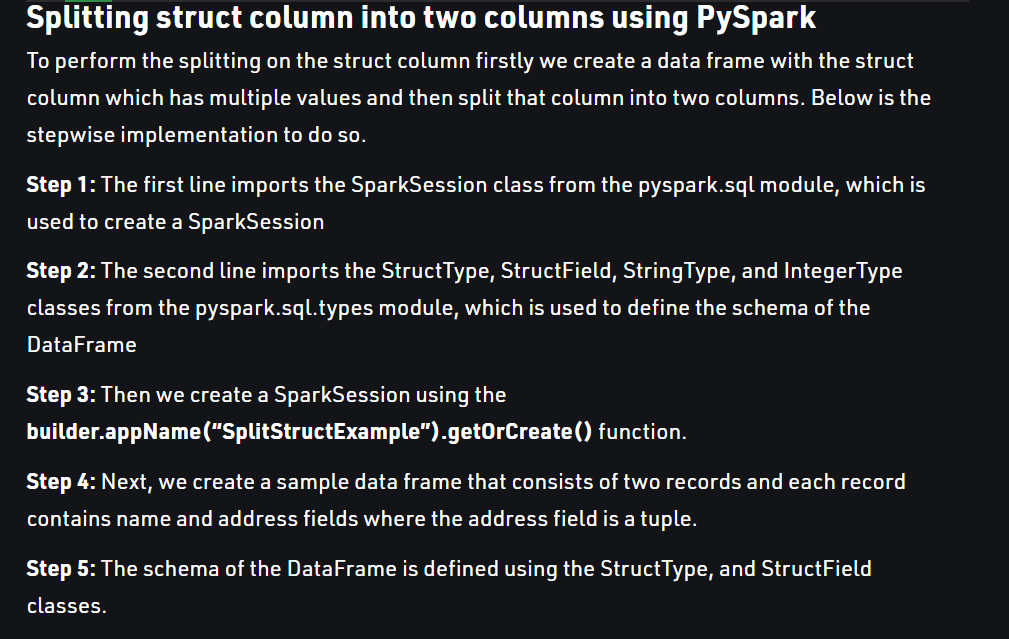 Splitting struct column into two columns using PySpark
To perform the splitting on the struct column firstly we create a data frame with the struct
column which has multiple values and then split that column into two columns. Below is the
stepwise implementation to do so.
Step 1: The first line imports the SparkSession class from the pyspark.sql module, which is
used to create a SparkSession
Step 2: The second line imports the StructType, StructField, StringType, and IntegerType
classes from the pyspark.sql.types module, which is used to define the schema of the
DataFrame
Step 3: Then we create a SparkSession using the
builder.appName(“SplitStructExample”).getOrCreate() function.
Step 4: Next, we create a sample data frame that consists of two records and each record
contains name and address fields where the address field is a tuple.
Step 5: The schema of the DataFrame is defined using the StructType, and StructField
classes.